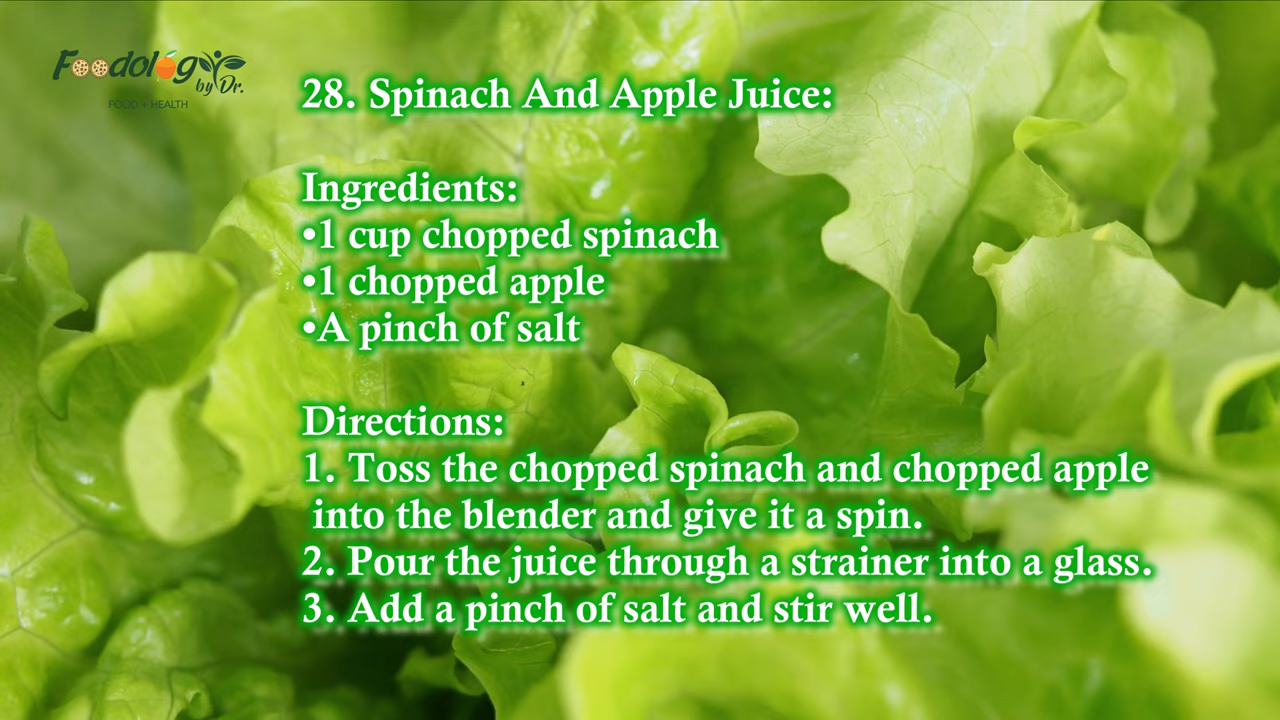 Foodology
by Dr.
FOOD + HEALTH
28. Spinach And Apple Juice:
Ingredients:
•1 cup chopped spinach
•1 chopped apple
•A pinch of salt
Directions:
1. Toss the chopped spinach and chopped apple
into the blender and give it a spin.
2. Pour the juice through a strainer into a glass.
3. Add a pinch of salt and stir well.